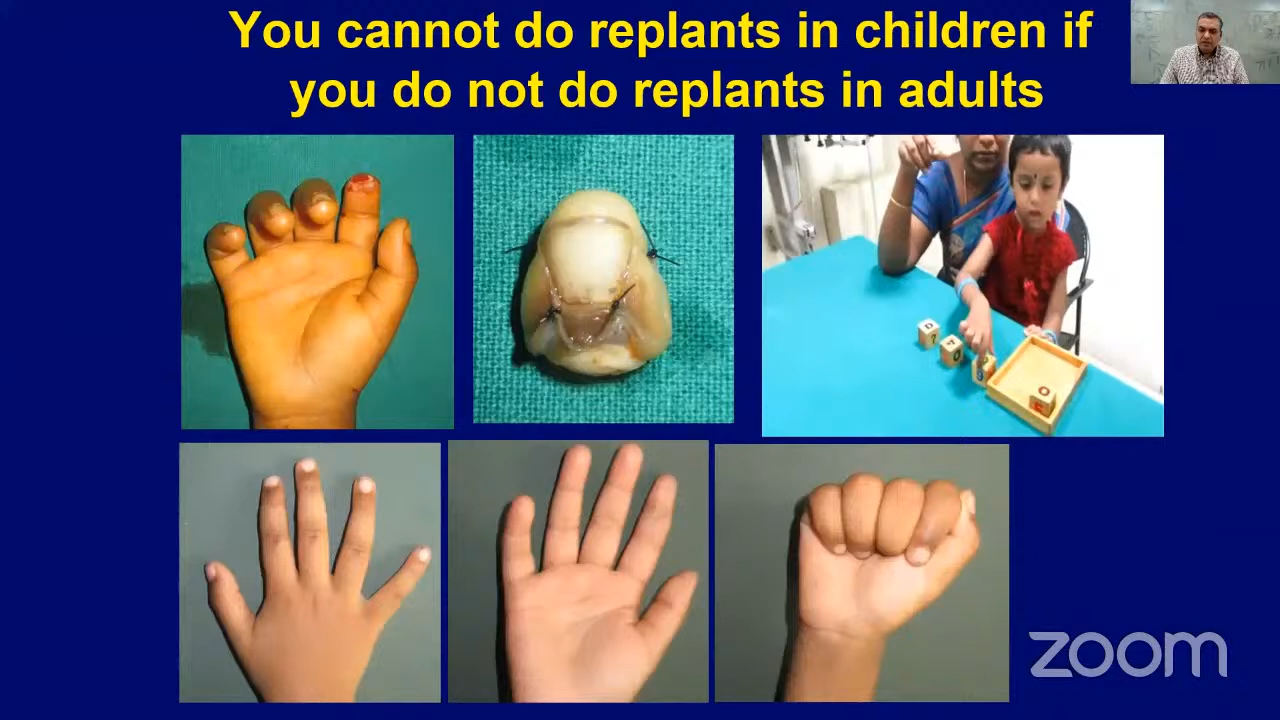 You cannot do replants in children if
you do not do replants in adults
D
O
O
zoom